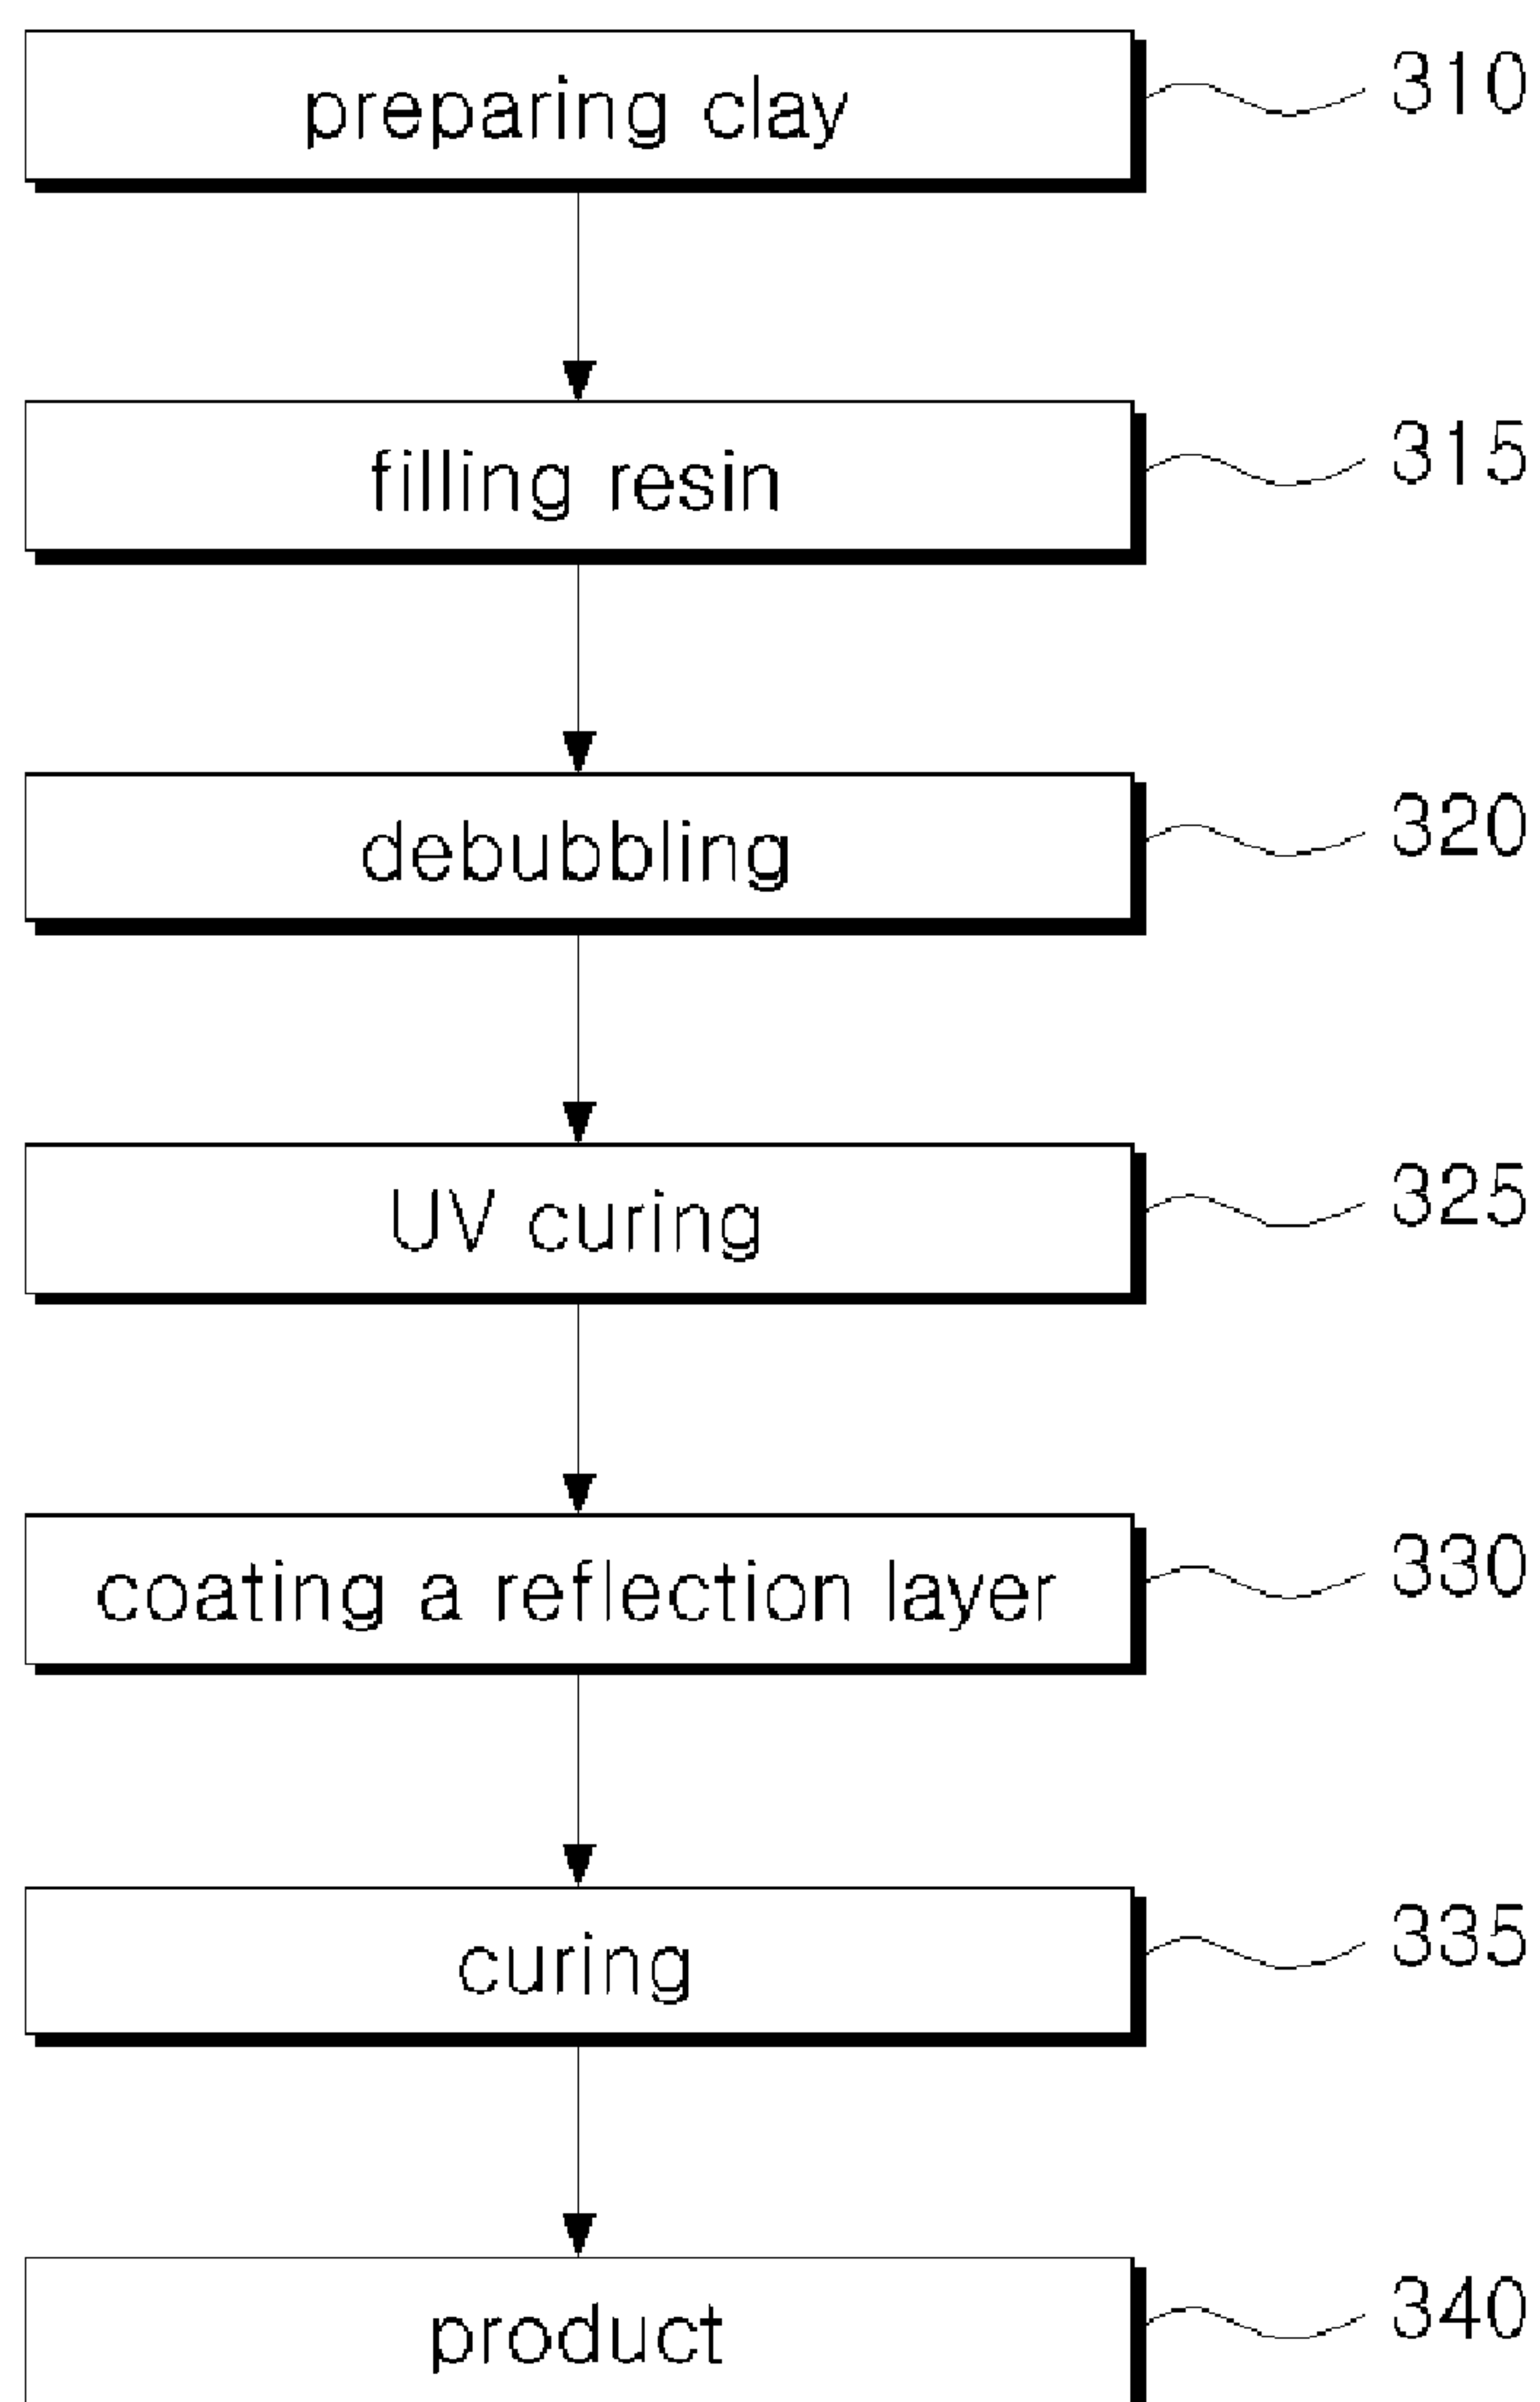 preparing clay 310
filling resin 315
debubbling 320
UV curing 325
coating a reflection layer 330
curing 335
product 340